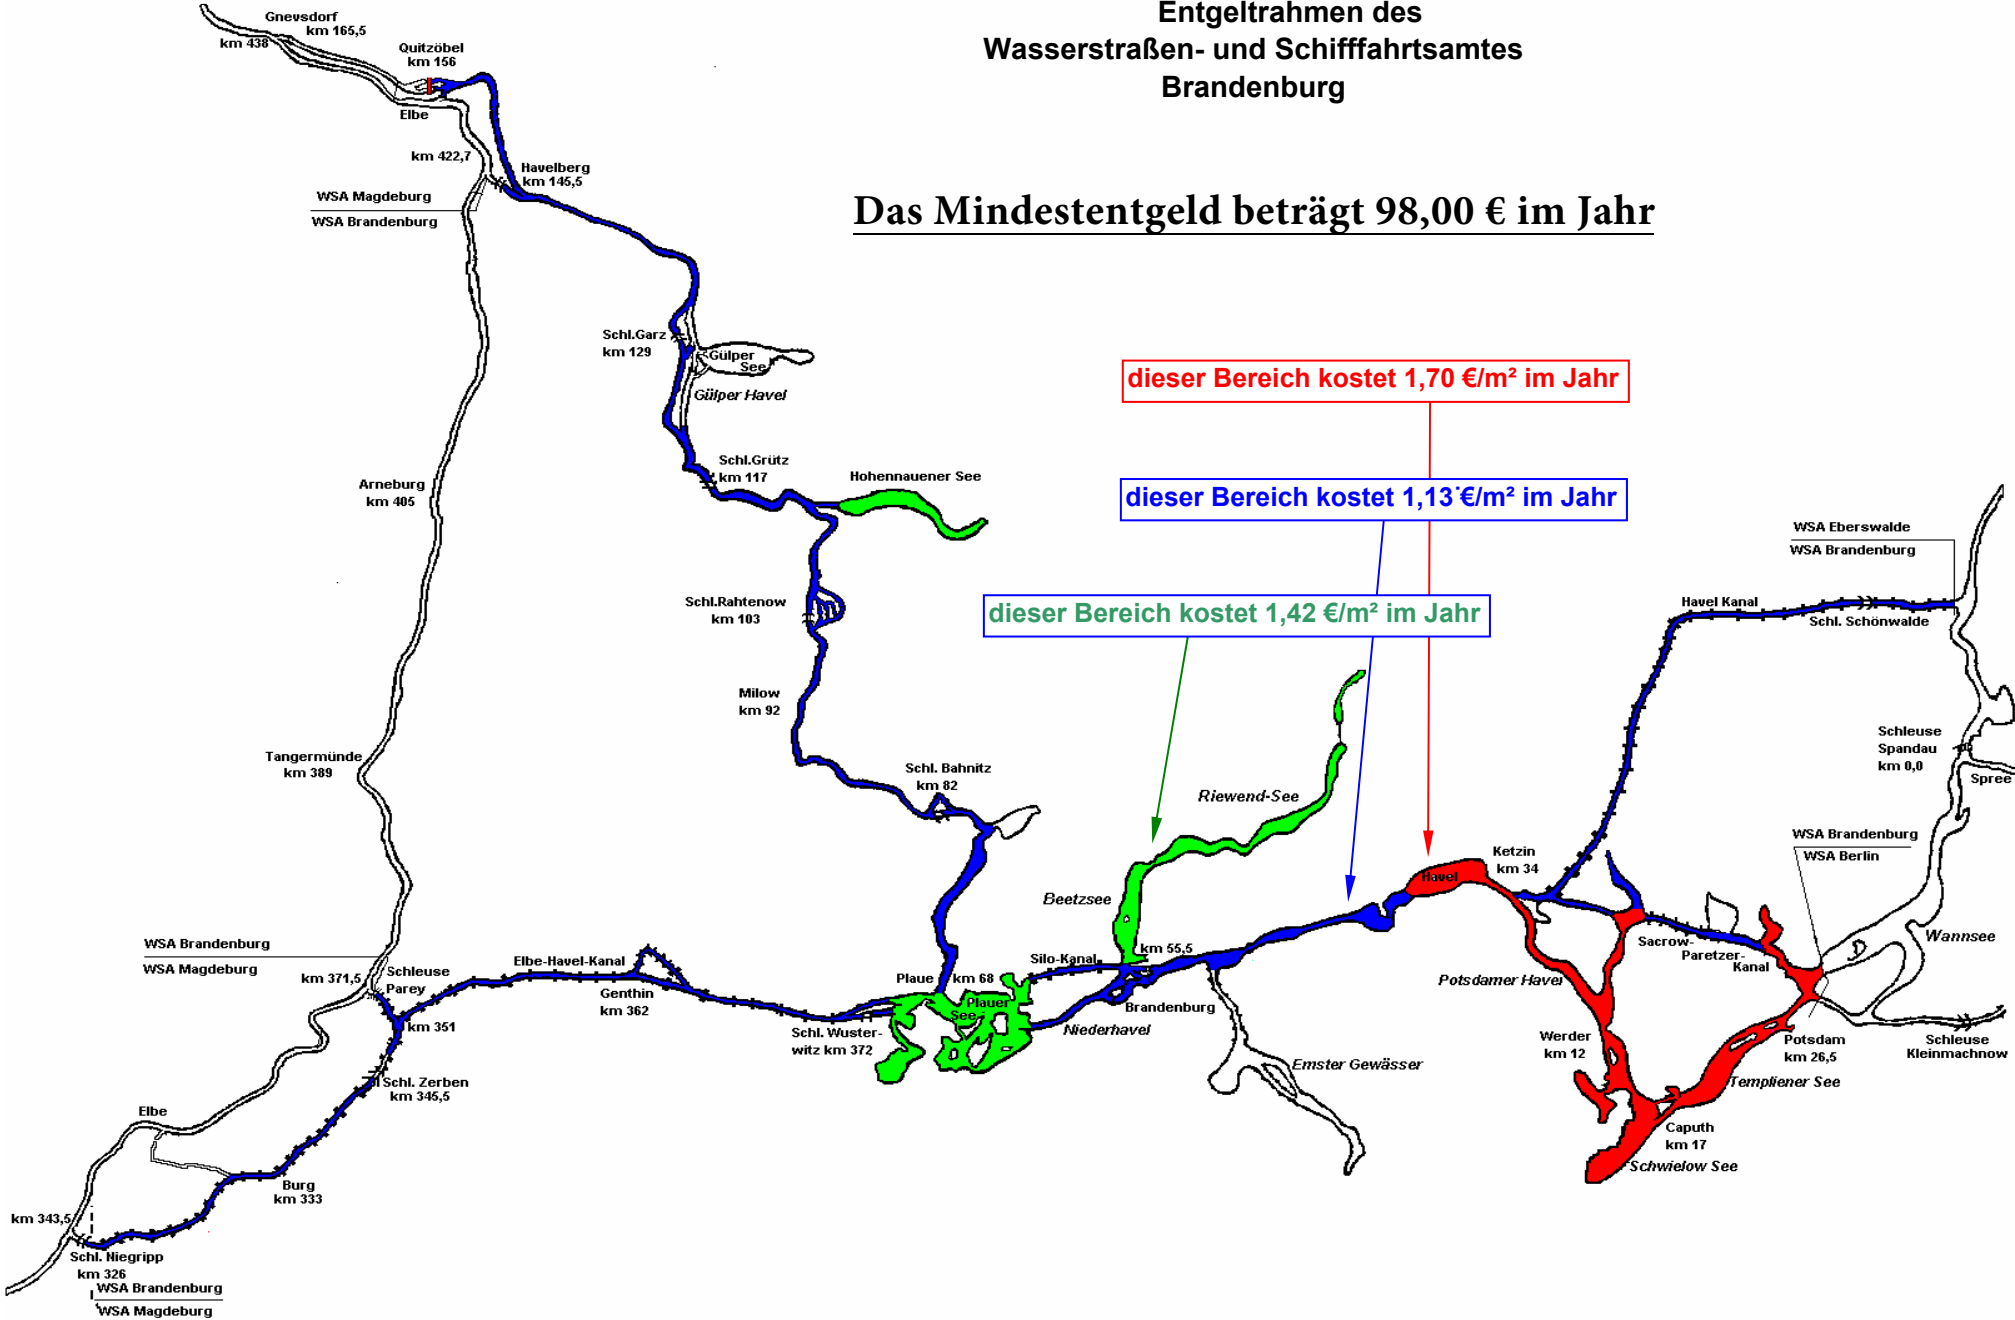 Entgeltrahmen des
Wasserstraßen- und Schifffahrtsamtes
Brandenburg
Das Mindestentgeld beträgt 98,00 € im Jahr
Gnevsdorf
km 165,5
km 438
Quitzöbel
km 156
Elbe
km 422,7
Havelberg
km 145,5
WSA Magdeburg
WSA Brandenburg
Schl.Garz
km 129
Gülper
See
Gülper Havel
dieser Bereich kostet 1,70 €/m² im Jahr
Schl.Grütz
km 117
Hohennauener See
Arneburg
km 405
dieser Bereich kostet 1,13 €/m² im Jahr
WSA Eberswalde
WSA Brandenburg
Schl.Rahtenow
km 103
dieser Bereich kostet 1,42 €/m² im Jahr
Havel Kanal
Schl. Schönwalde
Milow
km 92
Tangermünde
km 389
Schl. Bahnitz
km 82
Riewend-See
Schleuse
Spandau
km 0,0
Spree
WSA Brandenburg
WSA Berlin
Ketzin
km 34
Havel
Beetzsee
WSA Brandenburg
WSA Magdeburg
km 371,5
Schleuse
Parey
Elbe-Havel-Kanal
km 351
Genthin
km 362
Plaue
km 68
Plauer
See
Silo-Kanal
km 55,5
Brandenburg
Niederhavel
Schl. Wuster-
witz km 372
Potsdamer Havel
Sacrow-
Paretzer-
Kanal
Wannsee
Emster Gewässer
Werder
km 12
Potsdam
km 26,5
Schleuse
Kleinmachnow
Templiener See
Caputh
km 17
Schwielow See
Schl. Zerben
km 345,5
Elbe
Burg
km 333
km 343,5
Schl. Niegripp
km 326
WSA Brandenburg
WSA Magdeburg